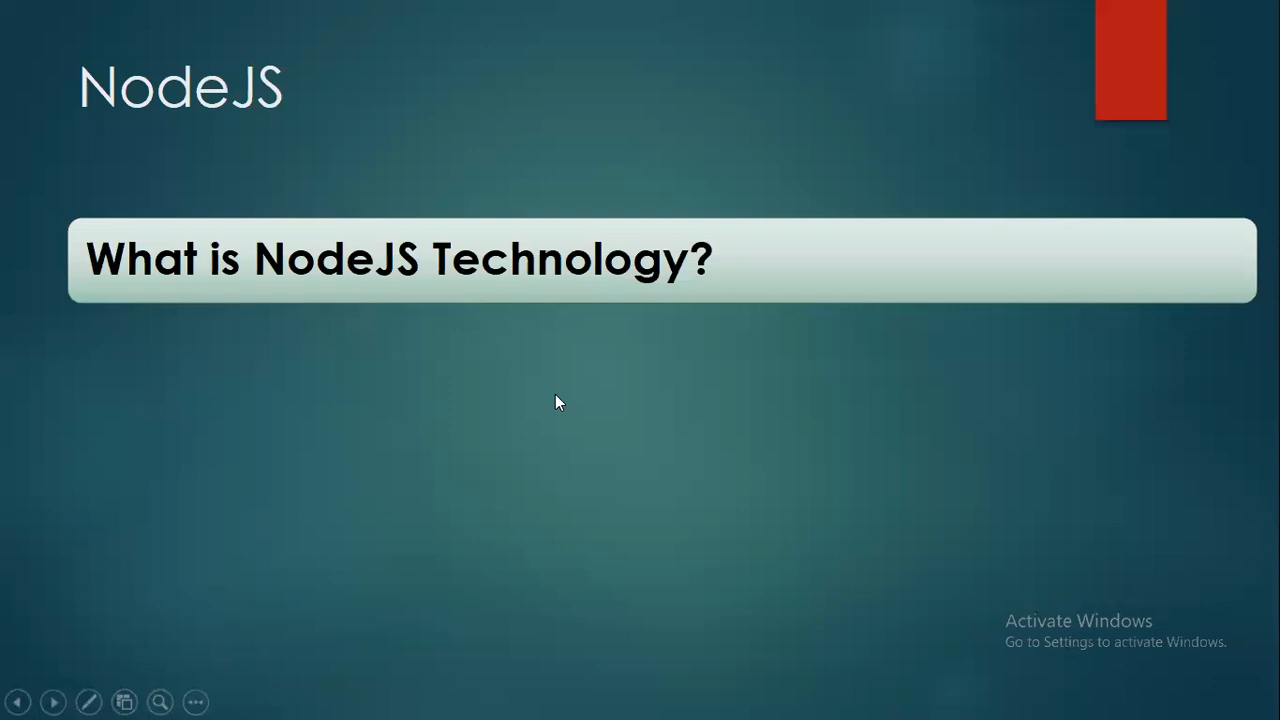 NodeJS
What is NodeJS Technology?
Activate Windows
Go to Settings to activate Windows.